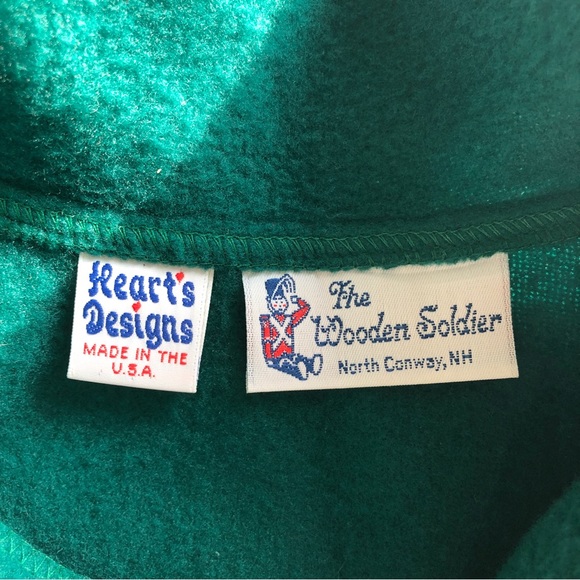 Heart's
Designs
MADE IN THE
U.S.A.
The
Wooden Soldier
North Conway, NH